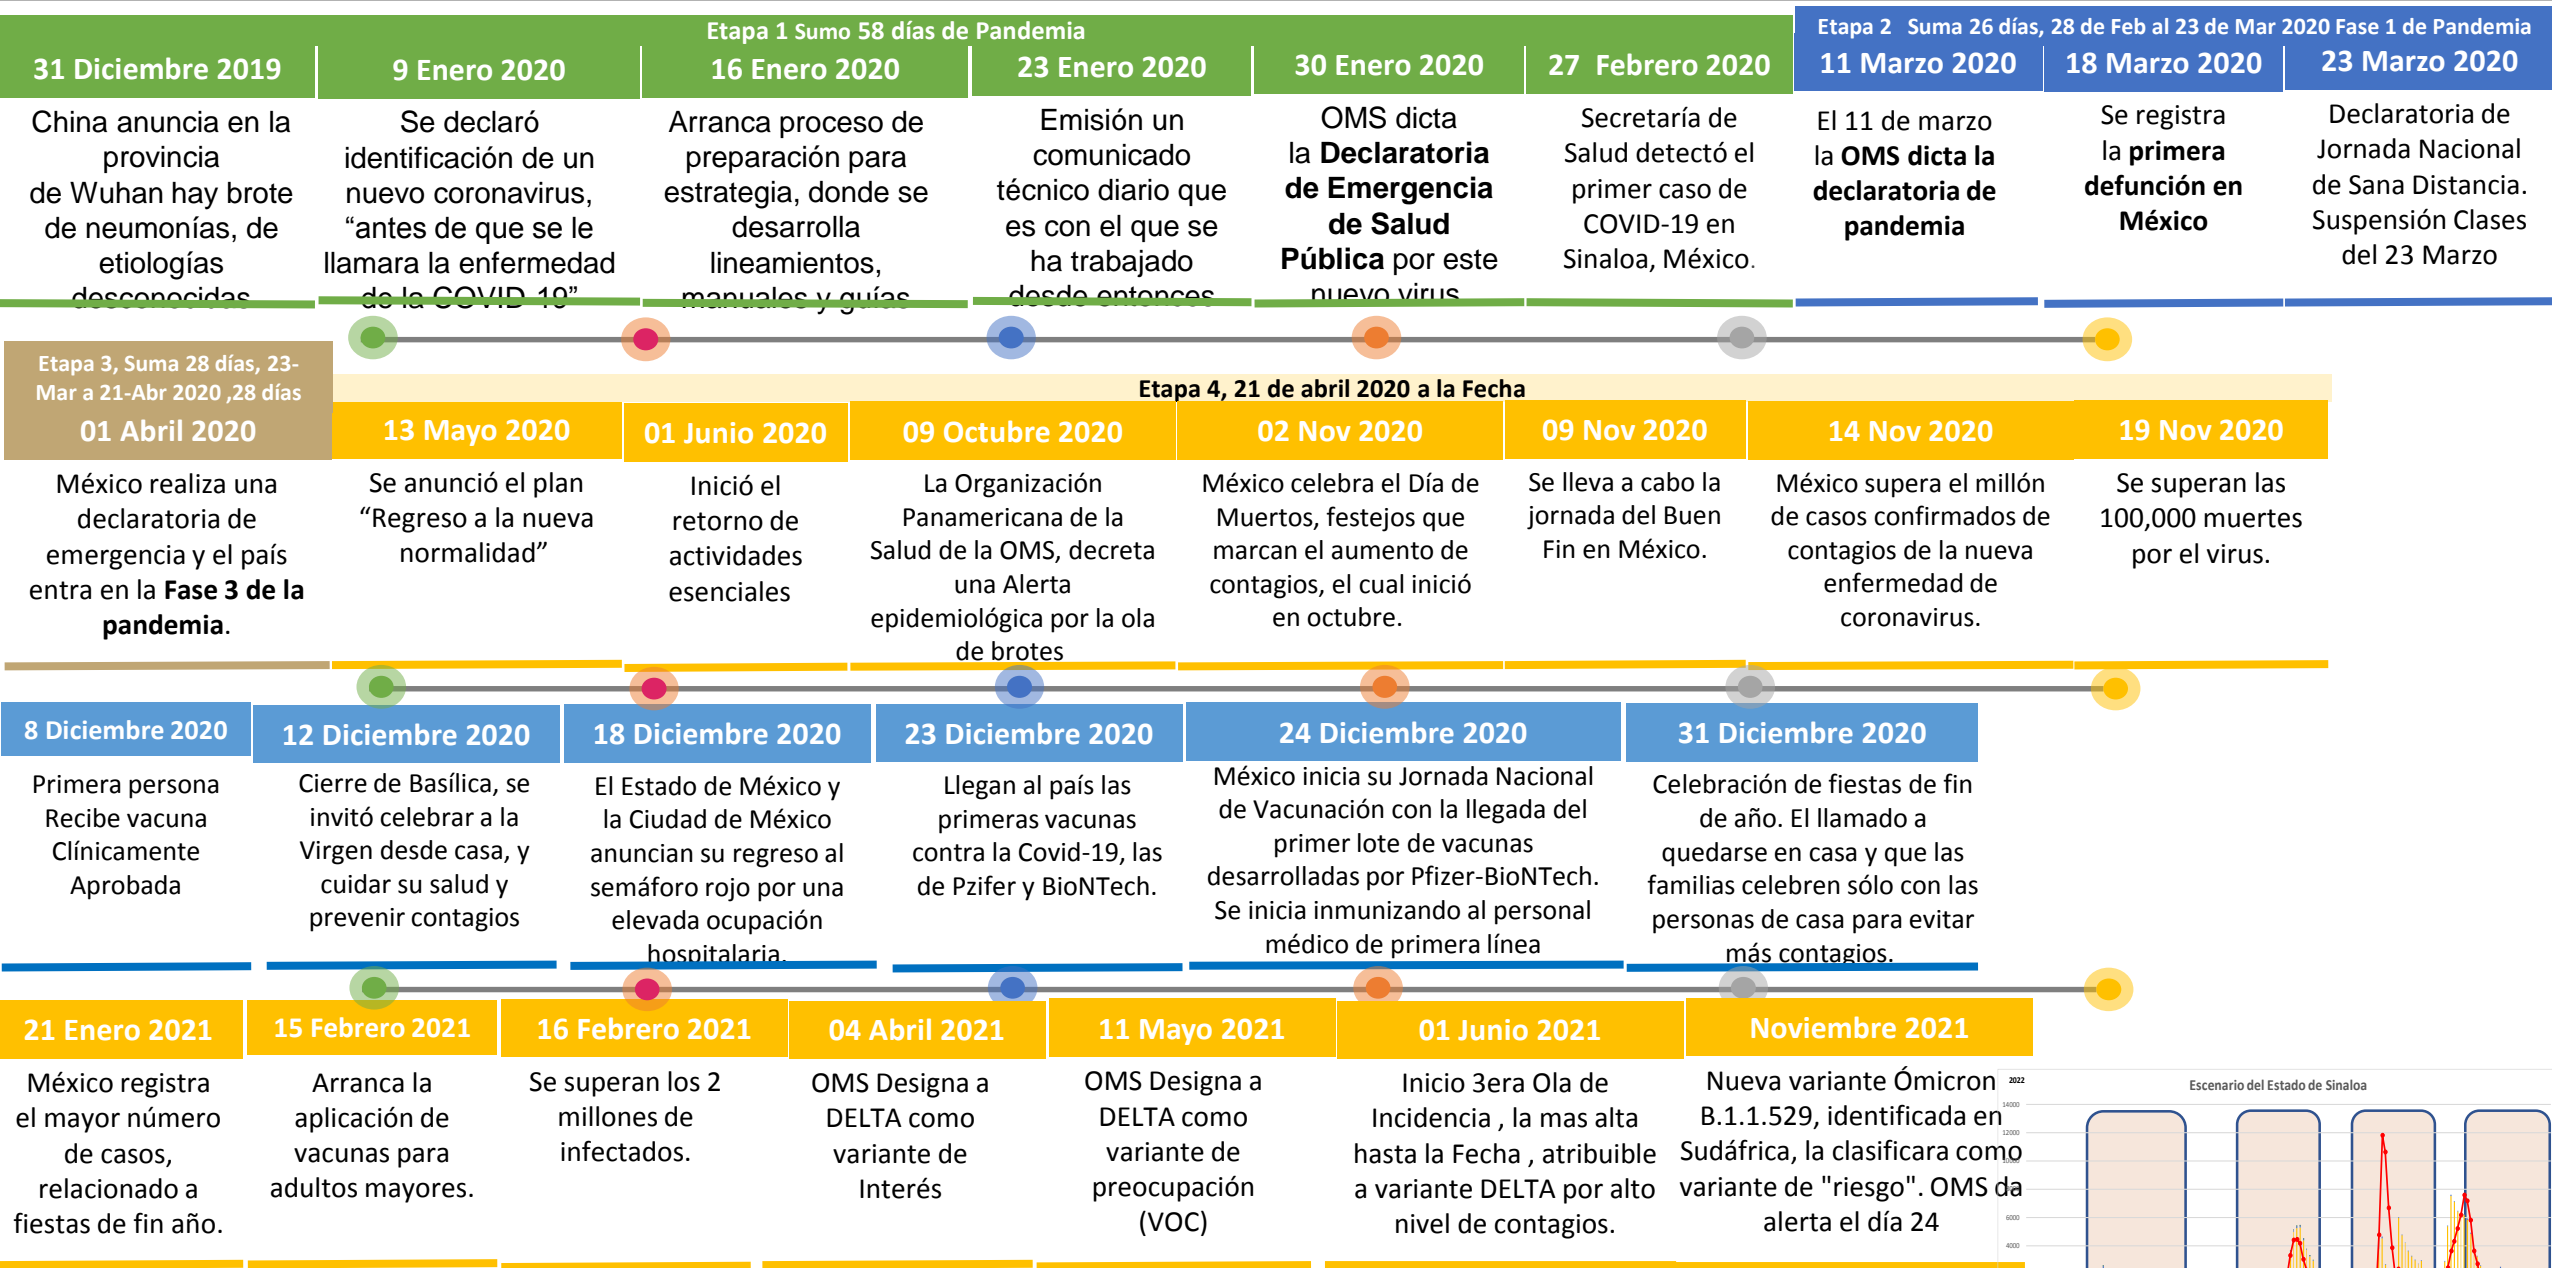 Etapa 1 Sumo 58 días de Pandemia
Etapa 2 Suma 26 días, 28 de Feb al 23 de Mar 2020 Fase 1 de Pandemia
31 Diciembre 2019
China anuncia en la
provincia
de Wuhan hay brote
de neumonías, de
etiologías
desconocidas
9 Enero 2020
Se declaró
identificación de un
nuevo coronavirus,
“antes de que se le
llamara la enfermedad
de la COVID-19”
16 Enero 2020
Arranca proceso de
preparación para
estrategia, donde se
desarrolla
lineamientos,
manuales y guías
23 Enero 2020
Emisión un
comunicado
técnico diario que
es con el que se
ha trabajado
desde entonces
30 Enero 2020
OMS dicta
la Declaratoria
de Emergencia
de Salud
Pública por este
nuevo virus
27 Febrero 2020
Secretaría de
Salud detectó el
primer caso de
COVID-19 en
Sinaloa, México.
11 Marzo 2020
El 11 de marzo
la OMS dicta la
declaratoria de
pandemia
18 Marzo 2020
Se registra
la primera
defunción en
México
23 Marzo 2020
Declaratoria de
Jornada Nacional
de Sana Distancia.
Suspensión Clases
del 23 Marzo
Etapa 3, Suma 28 días, 23-
Mar a 21-Abr 2020 ,28 días
Etapa 4, 21 de abril 2020 a la Fecha
01 Abril 2020
México realiza una
declaratoria de
emergencia y el país
entra en la Fase 3 de la
pandemia.
13 Mayo 2020
Se anunció el plan
“Regreso a la nueva
normalidad”
01 Junio 2020
Inició el
retorno de
actividades
esenciales
09 Octubre 2020
La Organización
Panamericana de la
Salud de la OMS, decreta
una Alerta
epidemiológica por la ola
de brotes
02 Nov 2020
México celebra el Día de
Muertos, festejos que
marcan el aumento de
contagios, el cual inició
en octubre.
09 Nov 2020
Se lleva a cabo la
jornada del Buen
Fin en México.
14 Nov 2020
México supera el millón
de casos confirmados de
contagios de la nueva
enfermedad de
coronavirus.
19 Nov 2020
Se superan las
100,000 muertes
por el virus.
8 Diciembre 2020
Primera persona
Recibe vacuna
Clínicamente
Aprobada
12 Diciembre 2020
Cierre de Basílica, se
invitó celebrar a la
Virgen desde casa, y
cuidar su salud y
prevenir contagios
18 Diciembre 2020
El Estado de México y
la Ciudad de México
anuncian su regreso al
semáforo rojo por una
elevada ocupación
hospitalaria.
23 Diciembre 2020
Llegan al país las
primeras vacunas
contra la Covid-19, las
de Pzifer y BioNTech.
24 Diciembre 2020
México inicia su Jornada Nacional
de Vacunación con la llegada del
primer lote de vacunas
desarrolladas por Pfizer-BioNTech.
Se inicia inmunizando al personal
médico de primera línea
31 Diciembre 2020
Celebración de fiestas de fin
de año. El llamado a
quedarse en casa y que las
familias celebren sólo con las
personas de casa para evitar
más contagios.
21 Enero 2021
México registra
el mayor número
de casos,
relacionado a
fiestas de fin año.
15 Febrero 2021
Arranca la
aplicación de
vacunas para
adultos mayores.
16 Febrero 2021
Se superan los 2
millones de
infectados.
04 Abril 2021
OMS Designa a
DELTA como
variante de
Interés
11 Mayo 2021
OMS Designa a
DELTA como
variante de
preocupación
(VOC)
01 Junio 2021
Inicio 3era Ola de
Incidencia , la mas alta
hasta la Fecha , atribuible
a variante DELTA por alto
nivel de contagios.
Noviembre 2021
Nueva variante Ómicron
B.1.1.529, identificada en
Sudáfrica, la clasificara como
variante de "riesgo". OMS da
alerta el día 24
2022
Escenario del Estado de Sinaloa
14000
12000
10000
6000
4000